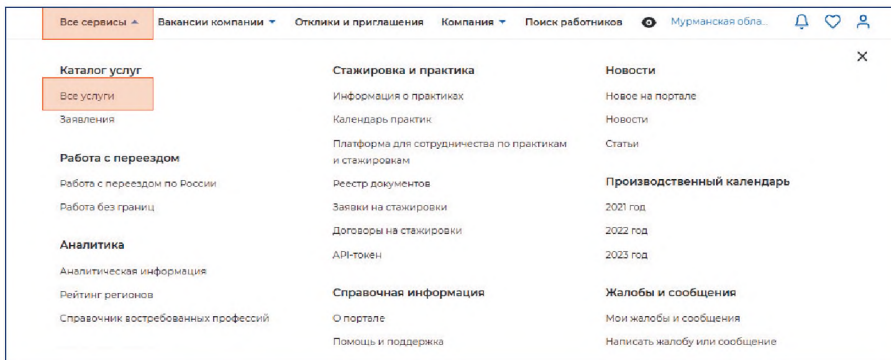 Все сервисы Вакансии компании Отклики и приглашения Компания Поиск работников Мурманская обла...
Каталог услуг
Все услуги
Заявления
Работа с переездом
Работа с переездом по России
Работа без границ
Аналитика
Аналитическая информация
Рейтинг регионов
Справочник востребованных профессий
Стажировка и практика
Информация о практиках
Календарь практик
Платформа для сотрудничества по практикам
и стажировкам
Реестр документов
Заявки на стажировки
Договоры на стажировки
API-токен
Справочная информация
О портале
Помощь и поддержка
Новости
Новое на портале
Новости
Статьи
Производственный календарь
2021 год
2022 год
2023 год
Жалобы и сообщения
Мои жалобы и сообщения
Написать жалобу или сообщение